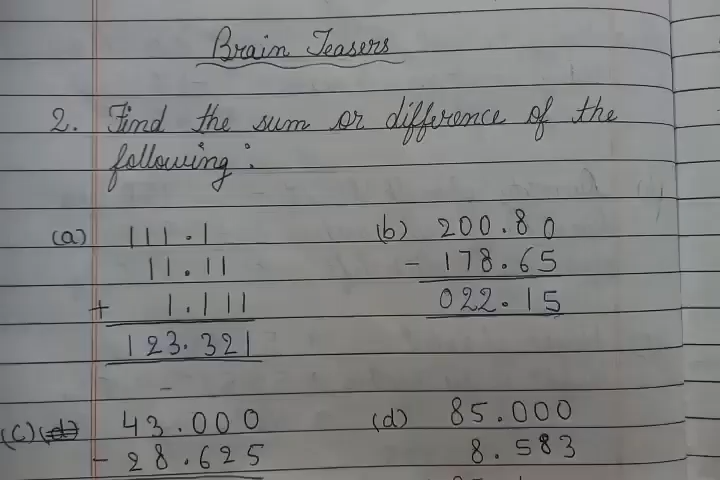 Brain Teasers
2. Find the sum or difference of the
following:
(a) 111.1 (b) 200.80
11.11 - 178.65
+ 1.111 022.15
123.321
(c) 43.000 (d) 85.000
- 28.625 8.583